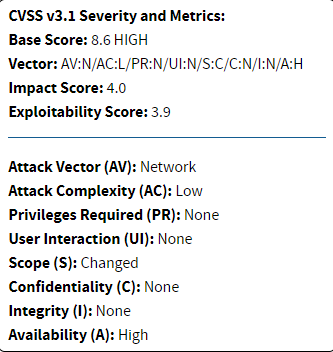 CVSS v3.1 Severity and Metrics:
Base Score: 8.6 HIGH
Vector: AV:N/AC:L/PR:N/UI:N/S:C/C:N/I:N/A:H
Impact Score: 4.0
Exploitability Score: 3.9
Attack Vector (AV): Network
Attack Complexity (AC): Low
Privileges Required (PR): None
User Interaction (UI): None
Scope (S): Changed
Confidentiality (C): None
Integrity (I): None
Availability (A): High